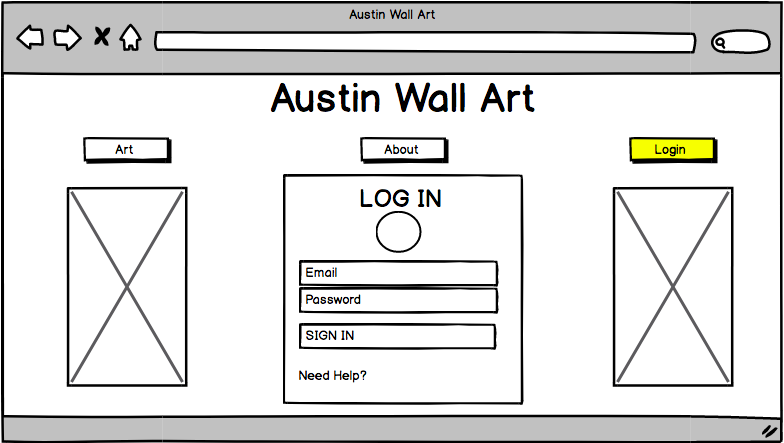 Austin Wall Art
Austin Wall Art
Art
About
Login
LOG IN
Email
Password
SIGN IN
Need Help?